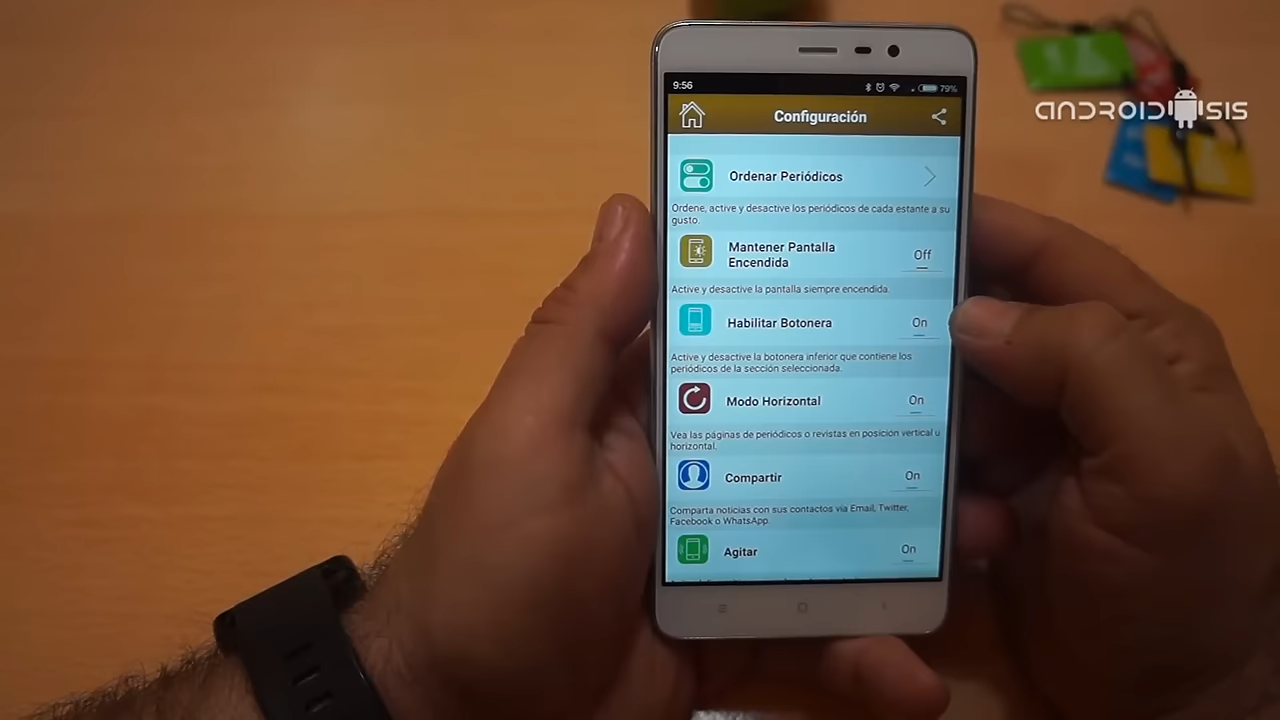 9:56
79%
ANDROIDSIS
Configuración
Ordenar Periódicos
Ordene, active y desactive los periódicos de cada estante a su
gusto.
Mantener Pantalla
Encendida
Off
Active y desactive la pantalla siempre encendida.
Habilitar Botonera
On
Active y desactive la botonera inferior que contiene los
periódicos de la sección seleccionada.
Modo Horizontal
On
Vea las páginas de periódicos o revistas en posición vertical u
horizontal.
Compartir
On
Comparta noticias con sus contactos vía Email, Twitter,
Facebook o WhatsApp.
Agitar
On